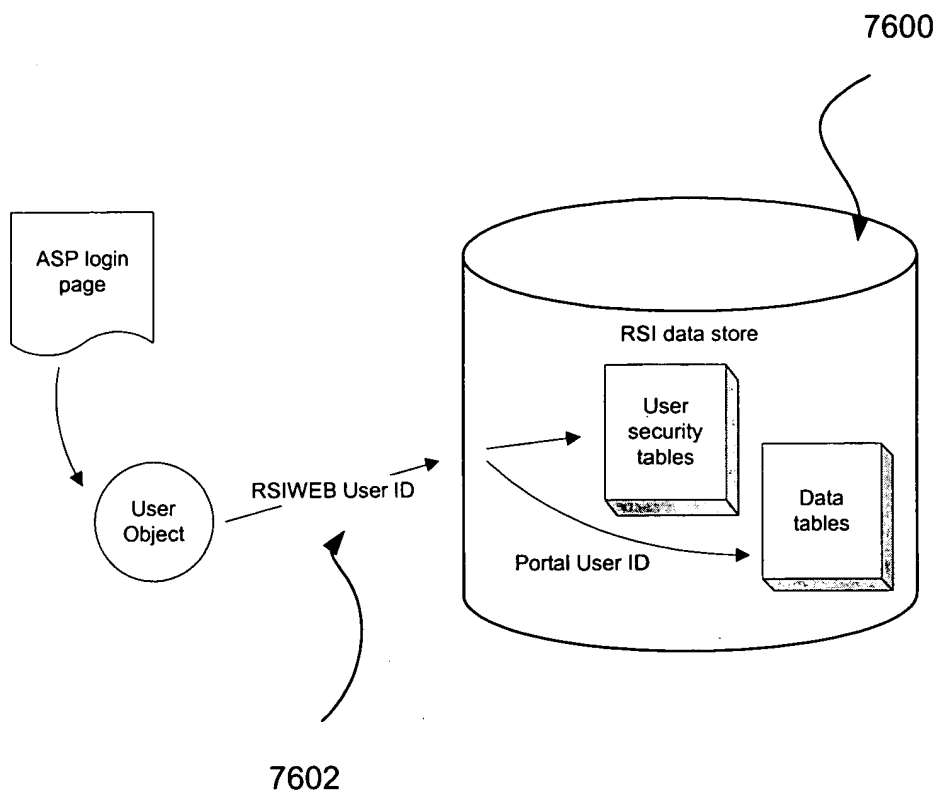 7600
ASP login
page
RSI data store
User
security
tables
RSIWEB User ID
User
Object
Data
tables
Portal User ID
7602